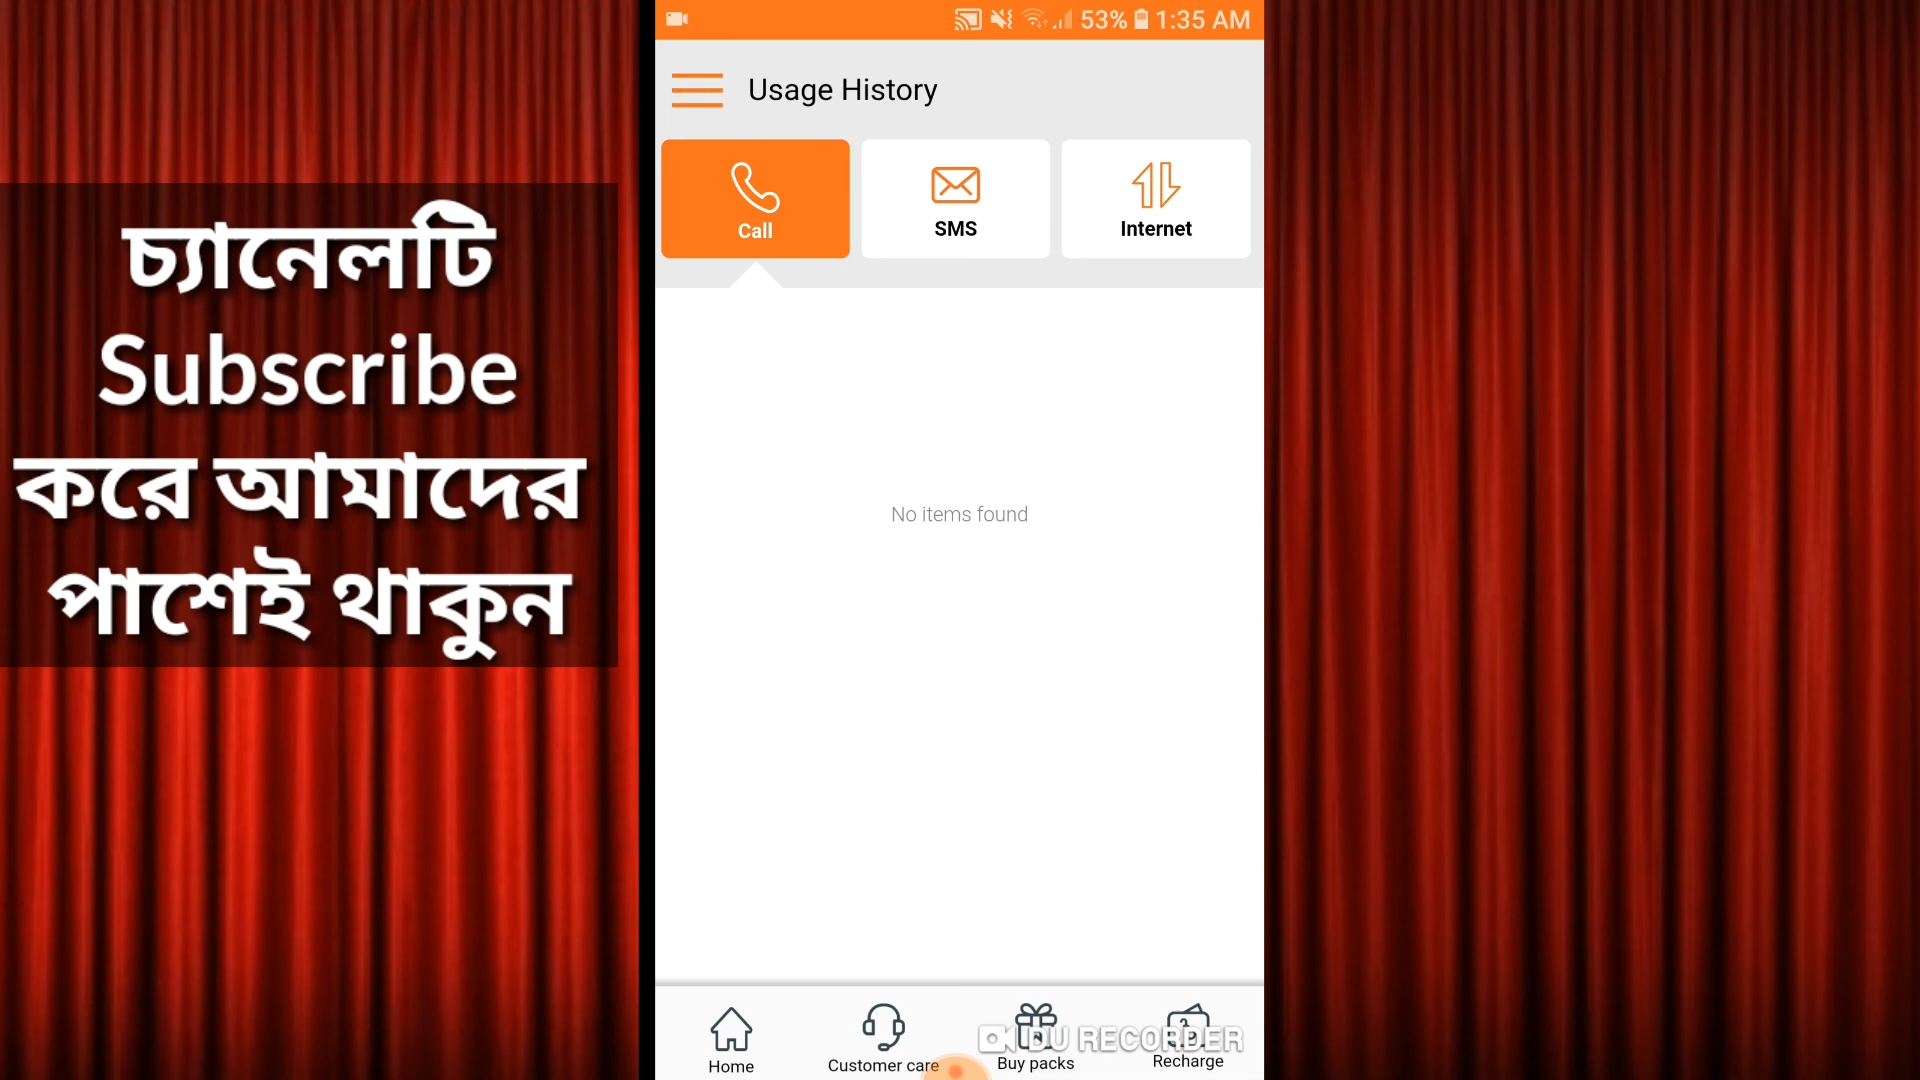 চ্যানেলটি
Subscribe
করে আমাদের
পাশেই থাকুন
53% 1:35 AM
Usage History
Call
SMS
Internet
No items found
DU RECORDER
Home
Customer care
Buy packs
Recharge